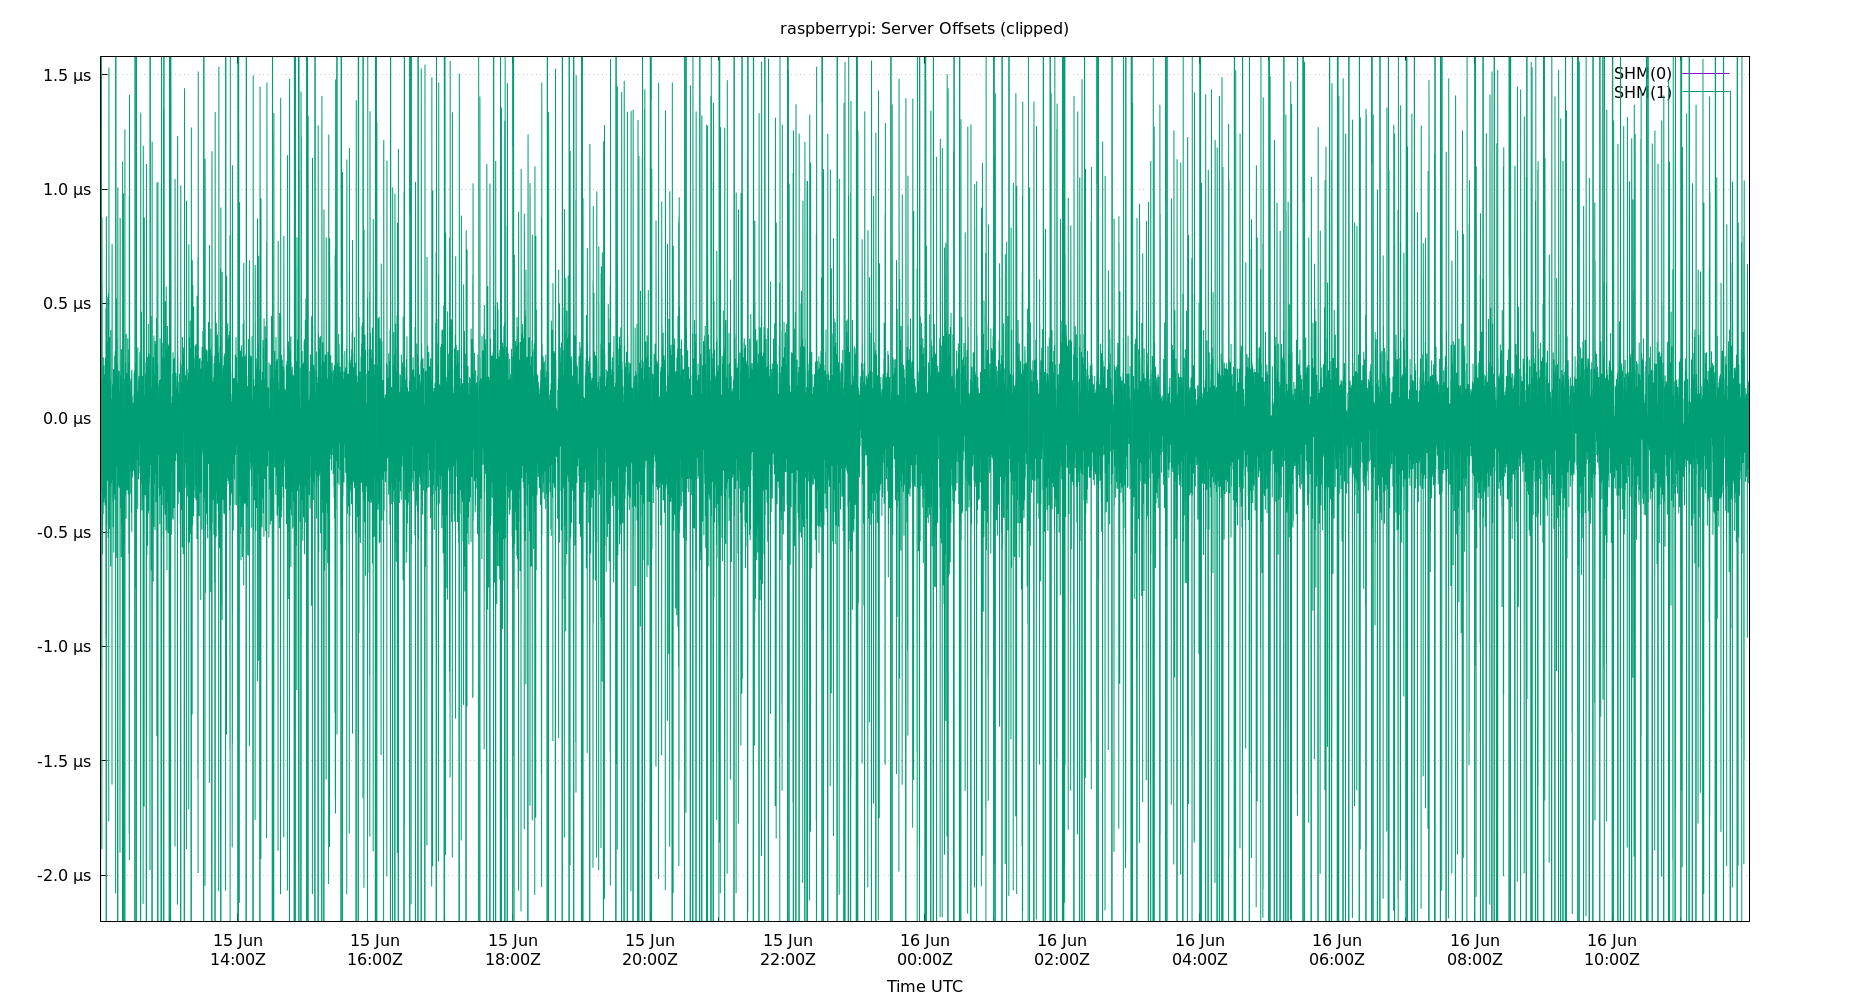 raspberrypi: Server Offsets (clipped)
SHM(0)
SHM(1)
1.5 µs
1.0 µs
0.5 µs
0.0 µs
-0.5 µs
-1.0 µs
-1.5 µs
-2.0 µs
15 Jun 15 Jun 15 Jun 15 Jun 15 Jun 16 Jun 16 Jun 16 Jun 16 Jun 16 Jun 16 Jun
14:00Z 16:00Z 18:00Z 20:00Z 22:00Z 00:00Z 02:00Z 04:00Z 06:00Z 08:00Z 10:00Z
Time UTC